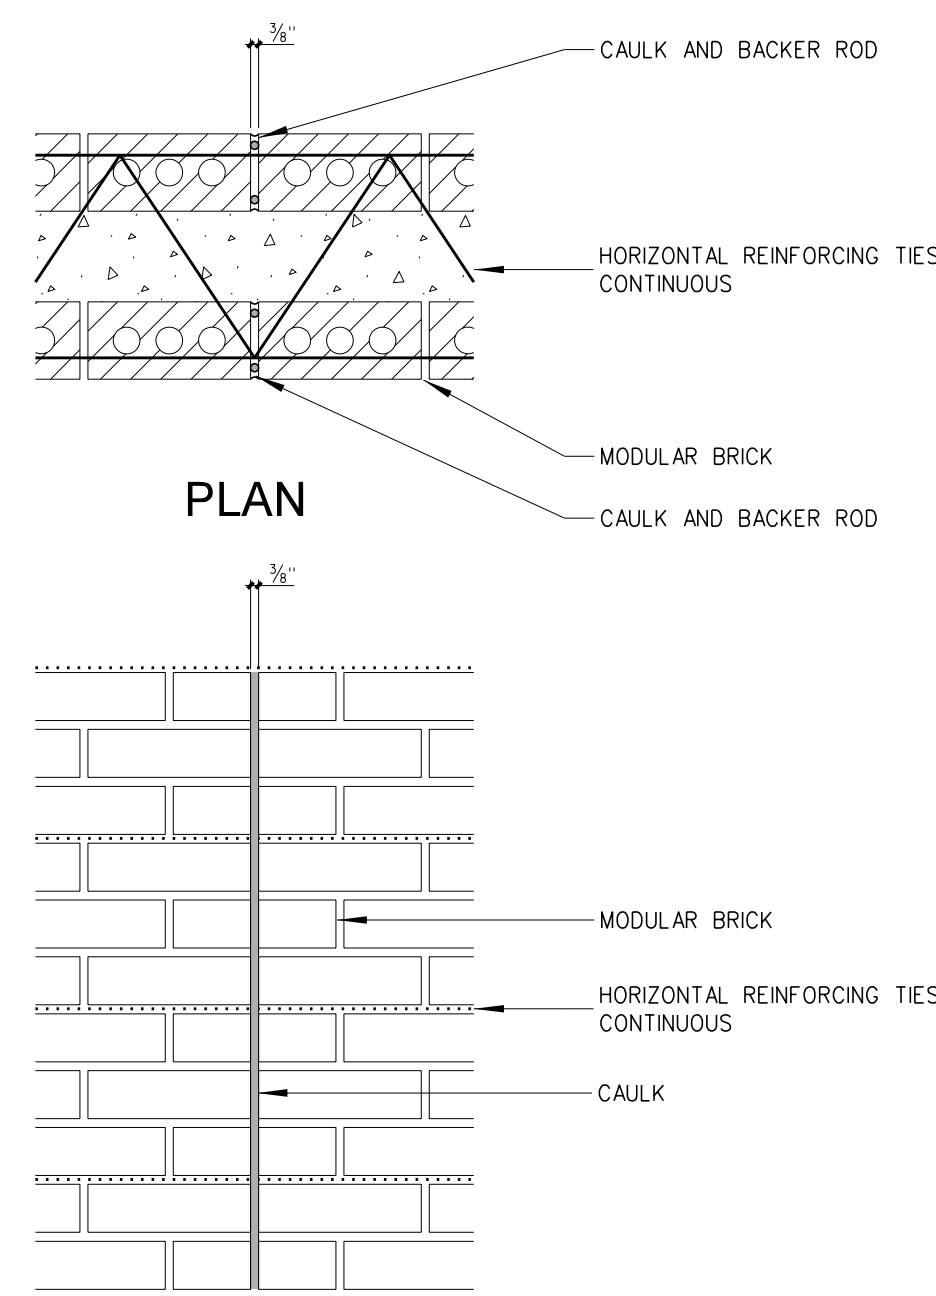 3/8"
CAULK AND BACKER ROD
HORIZONTAL REINFORCING TIES
CONTINUOUS
MODULAR BRICK
PLAN
CAULK AND BACKER ROD
3/8"
MODULAR BRICK
HORIZONTAL REINFORCING TIES
CONTINUOUS
CAULK